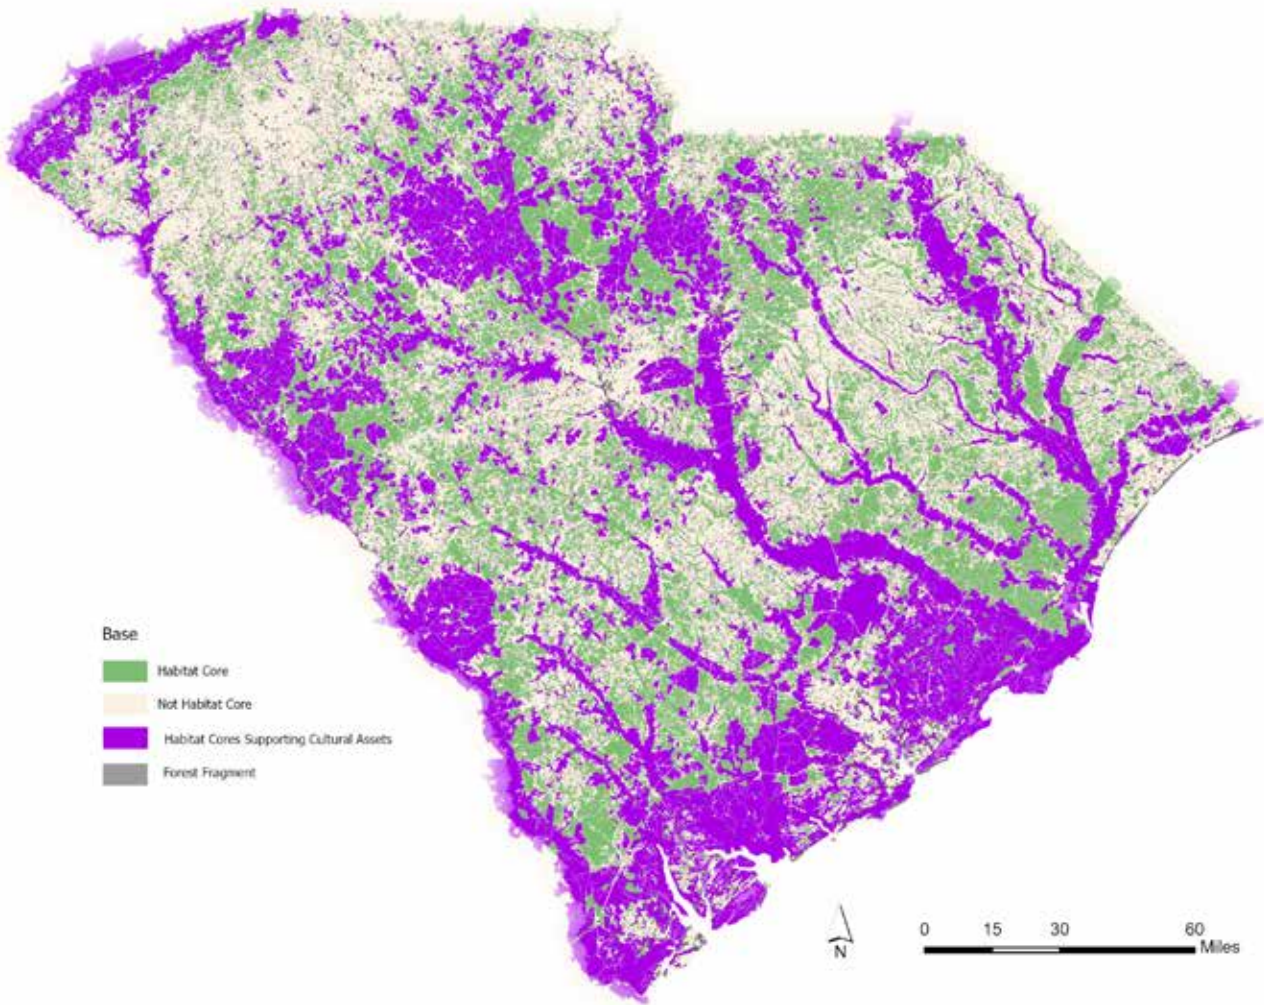 Base
Habitat Core
Not Habitat Core
Habitat Cores Supporting Cultural Assets
Forest Fragment
N
0 15 30 60
Miles